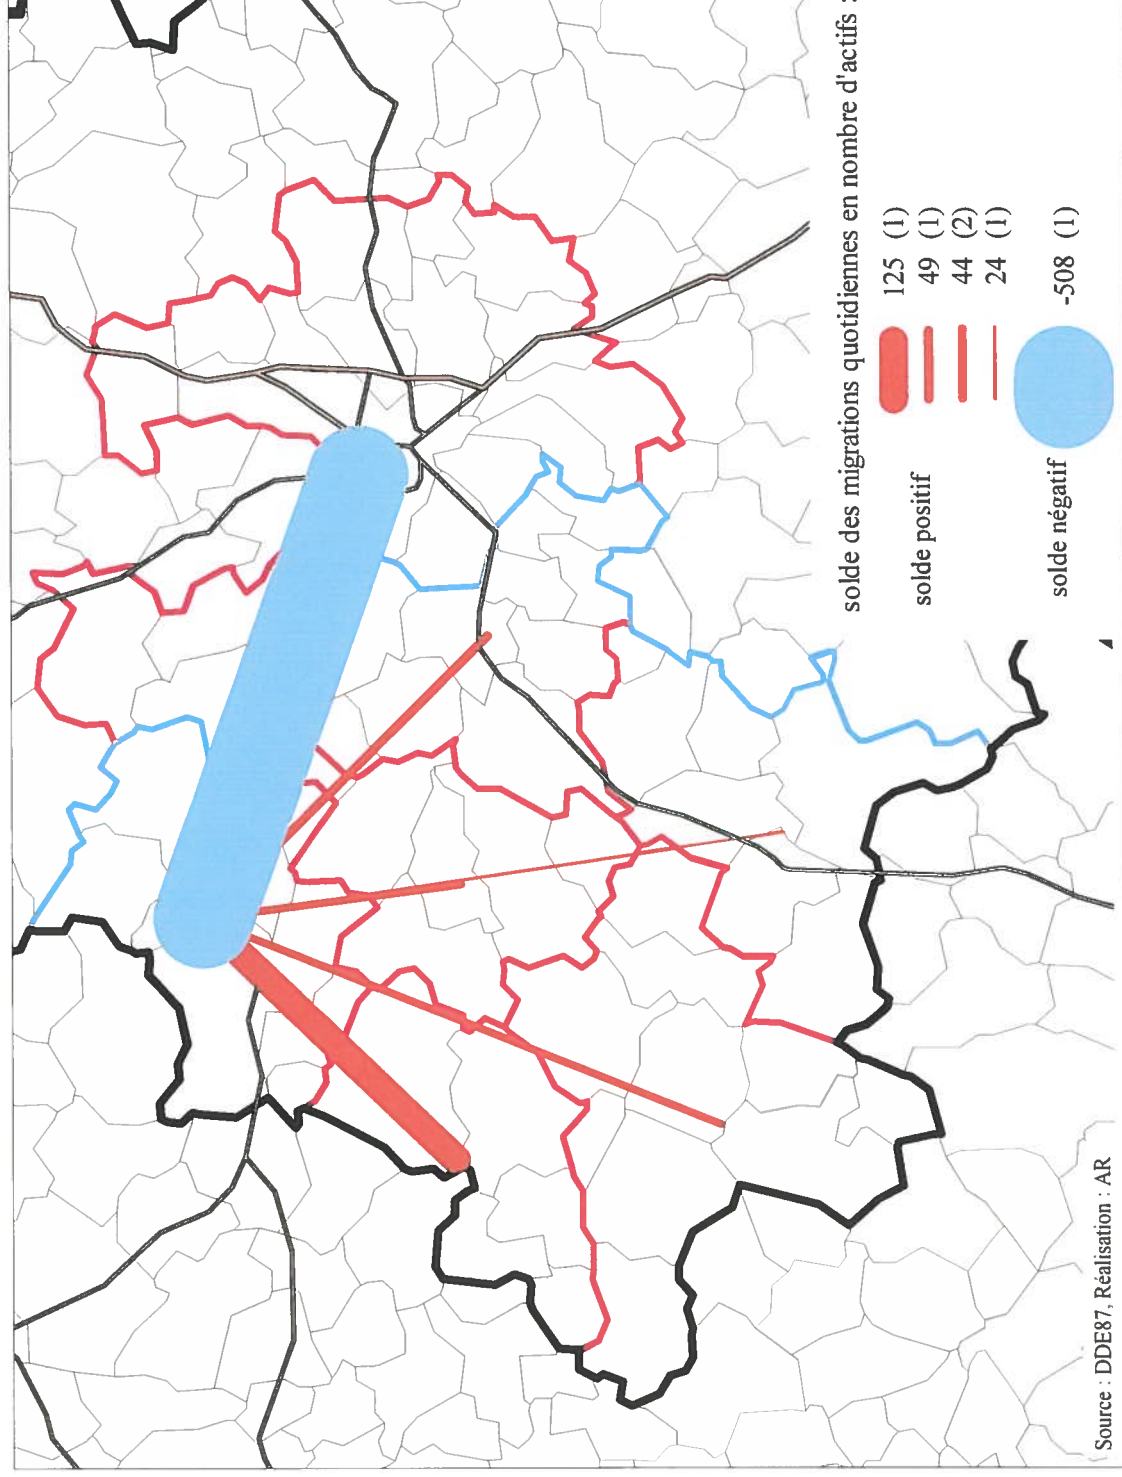 solde des migrations quotidiennes en nombre d'actifs :
solde positif
125 (1)
49 (1)
44 (2)
24 (1)
solde négatif
-508 (1)
Source : DDE87, Réalisation : AR